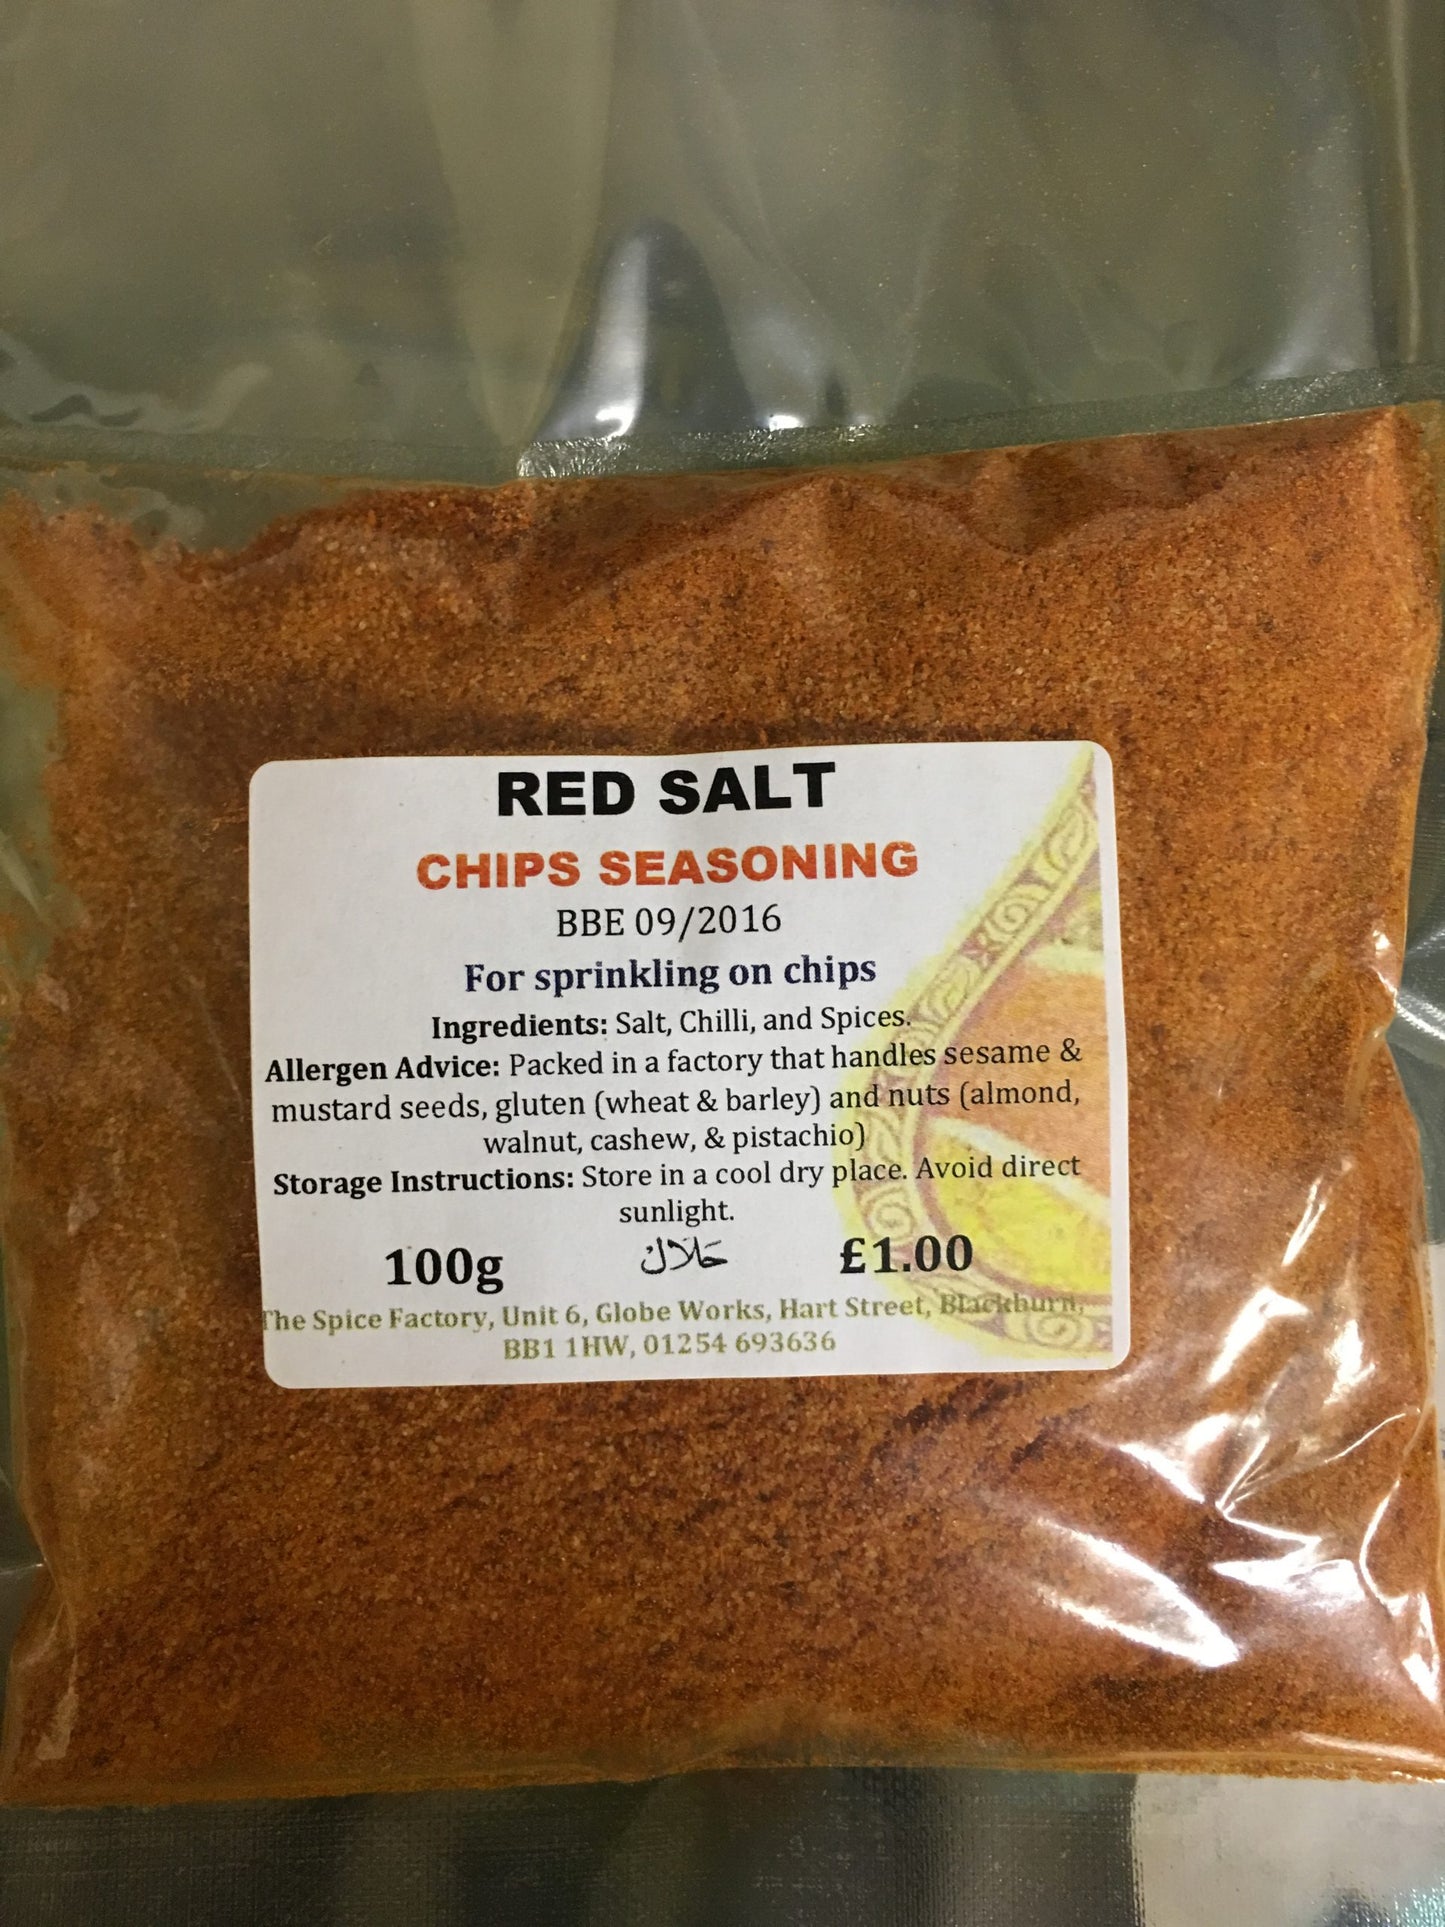 RED SALT
CHIPS SEASONING
BBE 09/2016
For sprinkling on chips
Ingredients: Salt, Chilli, and Spices.
Allergen Advice: Packed in a factory that handles sesame &
mustard seeds, gluten (wheat & barley) and nuts (almond,
walnut, cashew, & pistachio)
Storage Instructions: Store in a cool dry place. Avoid direct
sunlight.
100g حلال £1.00
The Spice Factory, Unit 6, Globe Works, Hart Street, Blackburn,
BB1 1HW, 01254 693636